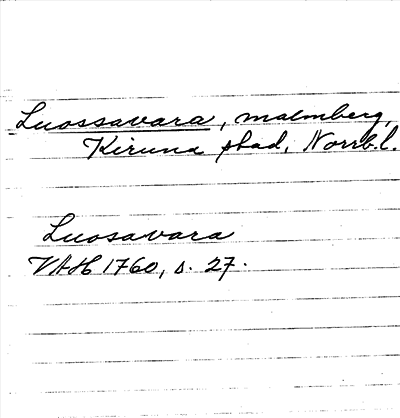 Luossavara, malmberg,
Kiruna stad, Norrb.l.
Luosavara
VAH 1760, s. 27.